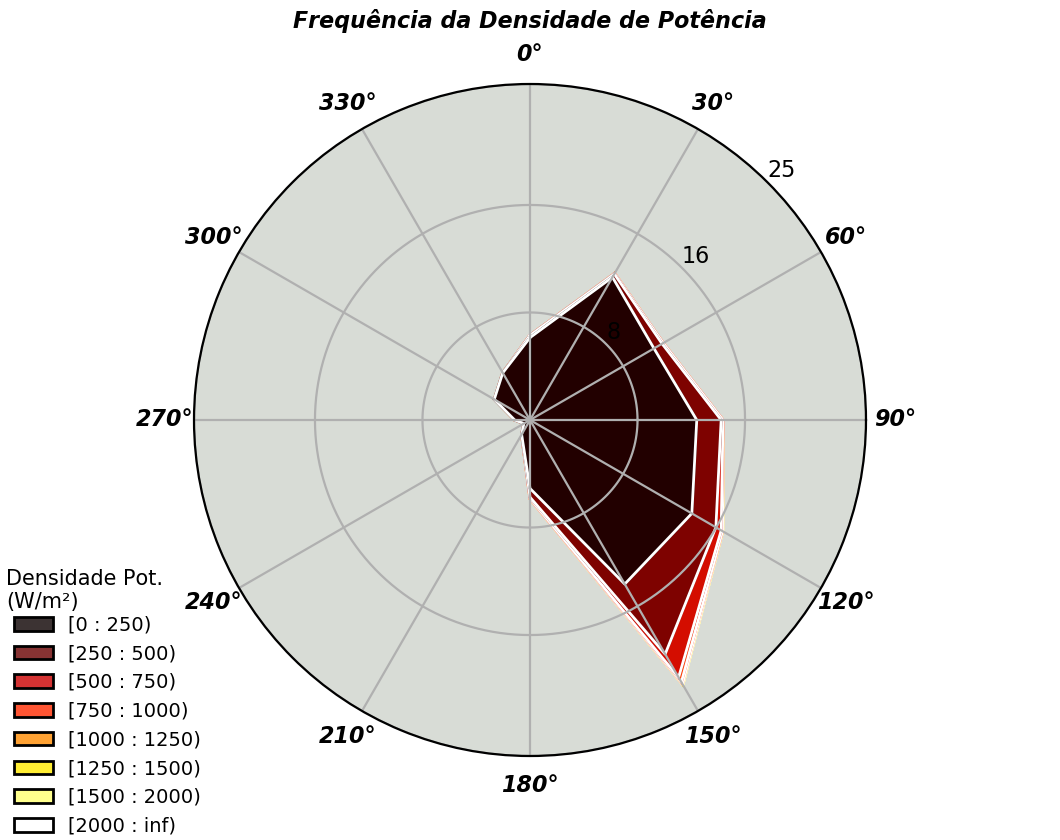 Frequência da Densidade de Potência
0°
330°
30°
25
300°
60°
16
8
270°
90°
240°
120°
210°
150°
180°
Densidade Pot.
(W/m²)
[0 : 250)
[250 : 500)
[500 : 750)
[750 : 1000)
[1000 : 1250)
[1250 : 1500)
[1500 : 2000)
[2000 : inf)